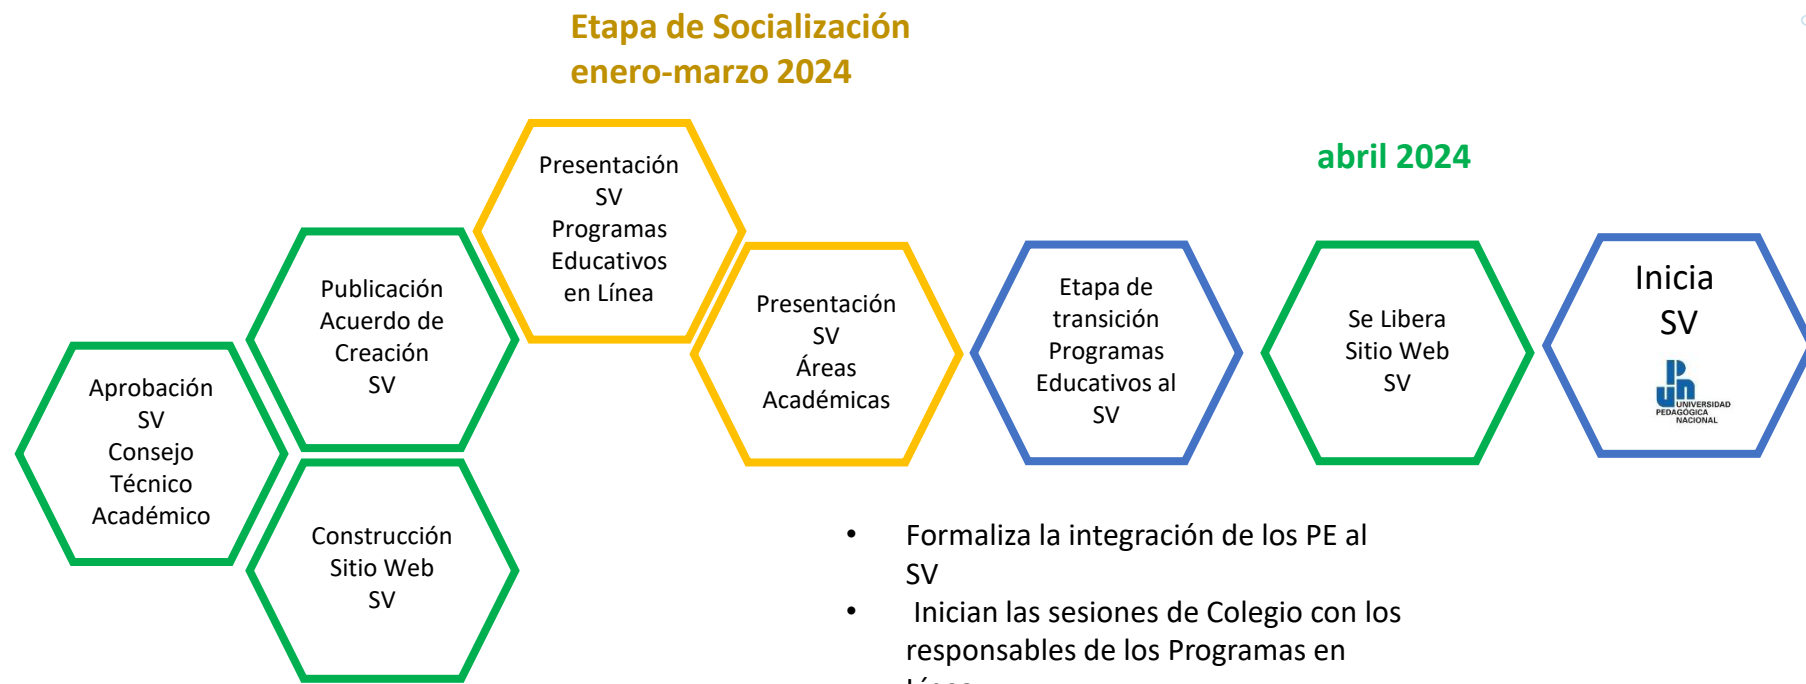 Etapa de Socialización
enero-marzo 2024
abril 2024
Aprobación
SV
Consejo
Técnico
Académico
Publicación
Acuerdo de
Creación
SV
Construcción
Sitio Web
SV
Presentación
SV
Programas
Educativos
en Línea
Presentación
SV
Áreas
Académicas
Etapa de
transición
Programas
Educativos al
SV
Se Libera
Sitio Web
SV
Inicia
SV
UNIVERSIDAD
PEDAGÓGICA
NACIONAL
• Formaliza la integración de los PE al
SV
• Inician las sesiones de Colegio con los
responsables de los Programas en